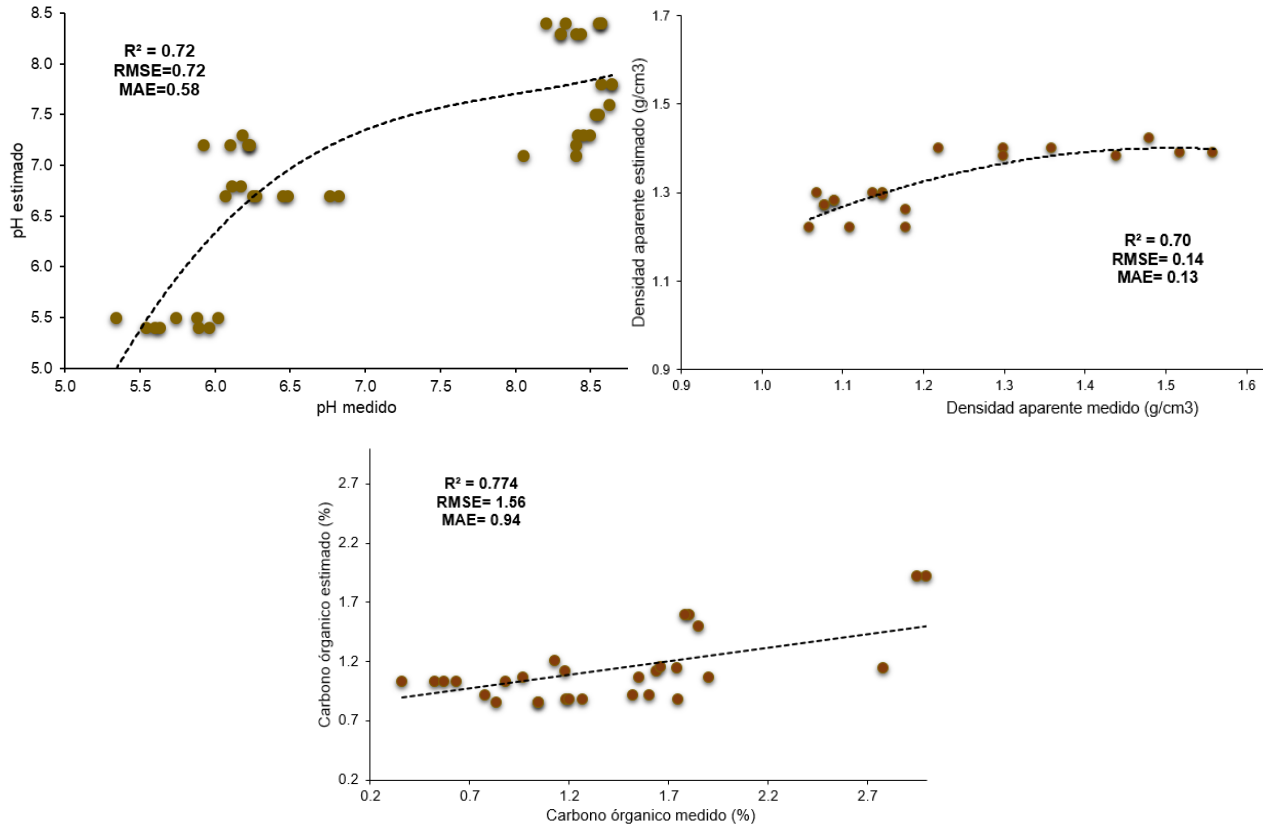 8.5
8.0
7.5
7.0
6.5
6.0
5.5
5.0
pH estimado
R² = 0.72
RMSE=0.72
MAE=0.58
5.0 5.5 6.0 6.5 7.0 7.5 8.0 8.5
pH medido
1.7
1.5
1.3
1.1
0.9
Densidad aparente estimado (g/cm3)
R² = 0.70
RMSE= 0.14
MAE= 0.13
0.9 1.0 1.1 1.2 1.3 1.4 1.5 1.6
Densidad aparente medido (g/cm3)
2.7
2.2
1.7
1.2
0.7
0.2
Carbono órganico estimado (%)
R² = 0.774
RMSE= 1.56
MAE= 0.94
0.2 0.7 1.2 1.7 2.2 2.7
Carbono órganico medido (%)